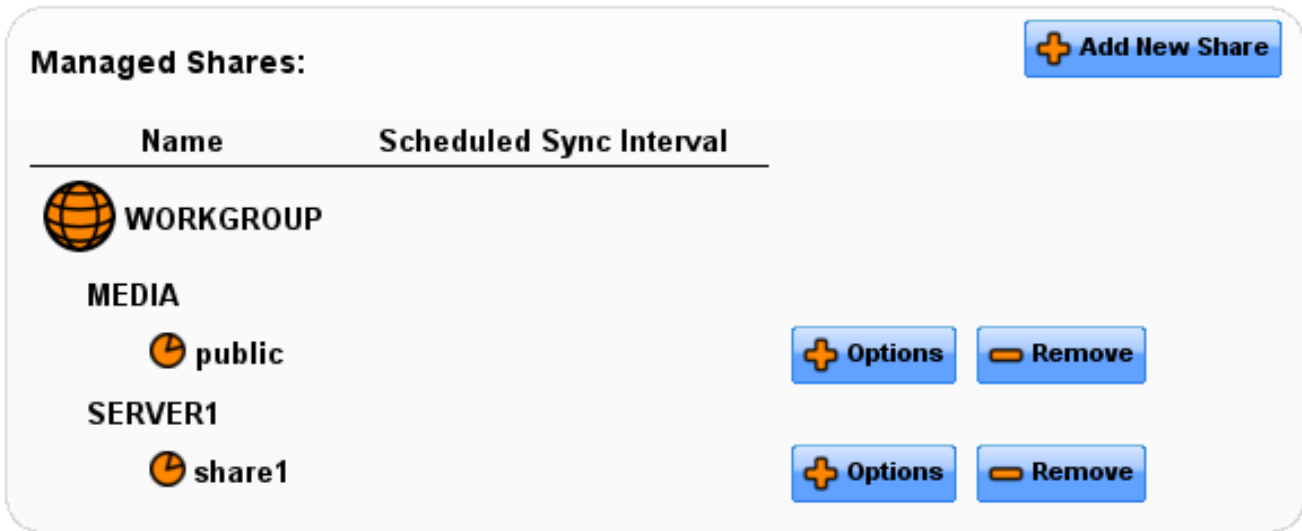 Managed Shares:
Add New Share
Name Scheduled Sync Interval
WORKGROUP
MEDIA
public Options Remove
SERVER1
share1 Options Remove